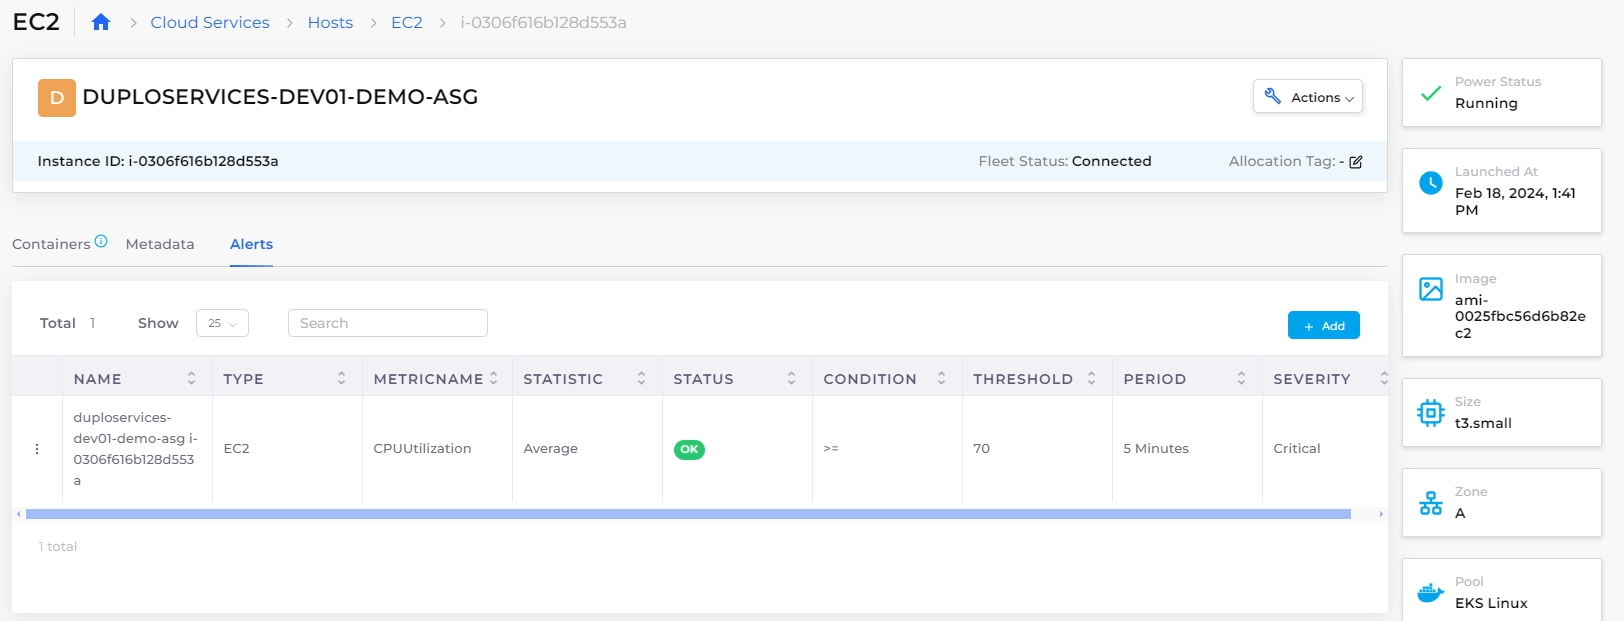 EC2
Cloud Services > Hosts > EC2 > i-0306f616b128d553a
D DUPLOSERVICES-DEV01-DEMO-ASG
Actions
Instance ID: i-0306f616b128d553a
Fleet Status: Connected
Allocation Tag: -
Containers
Metadata
Alerts
Total 1
Show 25
Search
+ Add
NAME TYPE METRICNAME STATISTIC STATUS CONDITION THRESHOLD PERIOD SEVERITY
duploservices-
dev01-demo-asg i-
0306f616b128d553
a
EC2 CPUUtilization Average OK >= 70 5 Minutes Critical
1 total
Power Status
Running
Launched At
Feb 18, 2024, 1:41
PM
Image
ami-
0025fbc56d6b82e
c2
Size
t3.small
Zone
A
Pool
EKS Linux